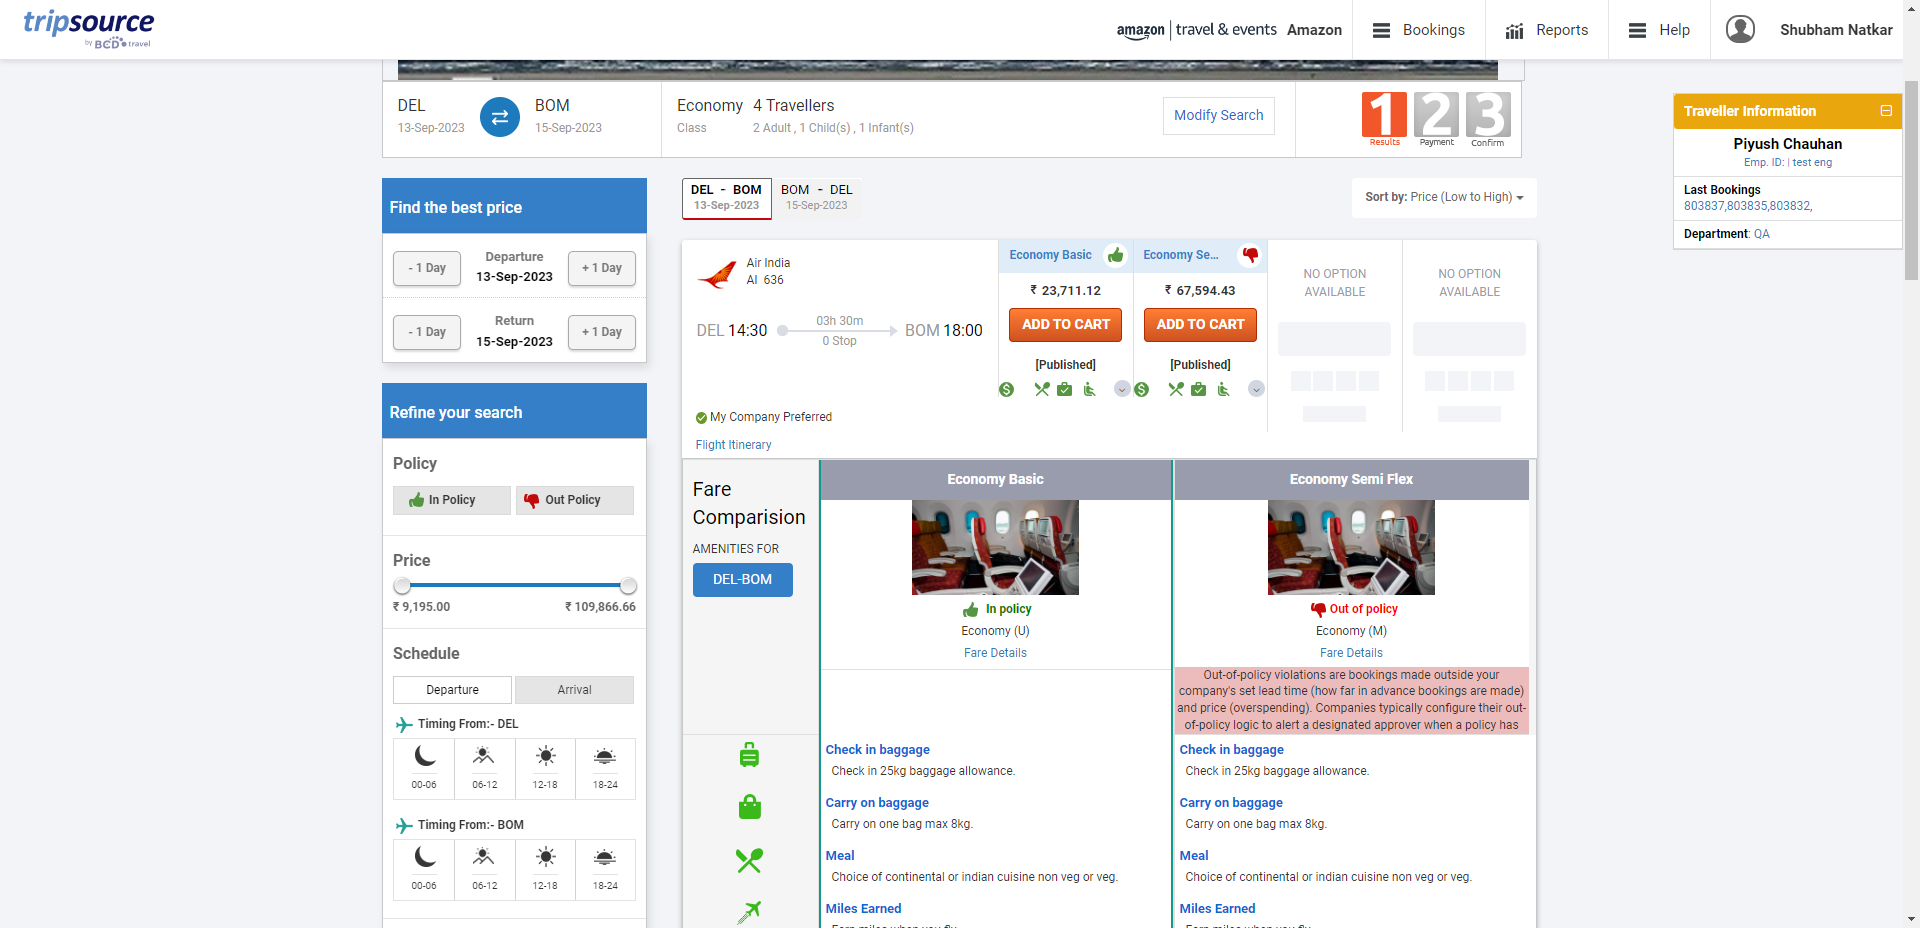 tripsource
by BCD travel
amazon | travel & events Amazon
Bookings
Reports
Help
Shubham Natkar
DEL
13-Sep-2023
BOM
15-Sep-2023
Economy
Class
4 Travellers
2 Adult , 1 Child(s) , 1 Infant(s)
Modify Search
1 2 3
Results Payment Confirm
Traveller Information
Piyush Chauhan
Emp. ID: | test eng
Last Bookings
803837,803835,803832,
Department: QA
Find the best price
- 1 Day
Departure
13-Sep-2023
+ 1 Day
- 1 Day
Return
15-Sep-2023
+ 1 Day
Refine your search
Policy
In Policy
Out Policy
Price
₹ 9,195.00
₹ 109,866.66
Schedule
Departure
Arrival
Timing From:- DEL
00-06 06-12 12-18 18-24
Timing From:- BOM
00-06 06-12 12-18 18-24
DEL - BOM
13-Sep-2023
BOM - DEL
15-Sep-2023
Sort by: Price (Low to High)
Air India
AI 636
DEL 14:30
03h 30m
0 Stop
BOM 18:00
My Company Preferred
Flight Itinerary
Economy Basic
₹ 23,711.12
ADD TO CART
[Published]
Economy Se...
₹ 67,594.43
ADD TO CART
[Published]
NO OPTION
AVAILABLE
NO OPTION
AVAILABLE
Fare
Comparision
AMENITIES FOR
DEL-BOM
Economy Basic
In policy
Economy (U)
Fare Details
Economy Semi Flex
Out of policy
Economy (M)
Fare Details
Out-of-policy violations are bookings made outside your
company's set lead time (how far in advance bookings are made)
and price (overspending). Companies typically configure their out-
of-policy logic to alert a designated approver when a policy has
Check in baggage
Check in 25kg baggage allowance.
Carry on baggage
Carry on one bag max 8kg.
Meal
Choice of continental or indian cuisine non veg or veg.
Miles Earned
Earn miles when you fly
Check in baggage
Check in 25kg baggage allowance.
Carry on baggage
Carry on one bag max 8kg.
Meal
Choice of continental or indian cuisine non veg or veg.
Miles Earned
Earn miles when you fly